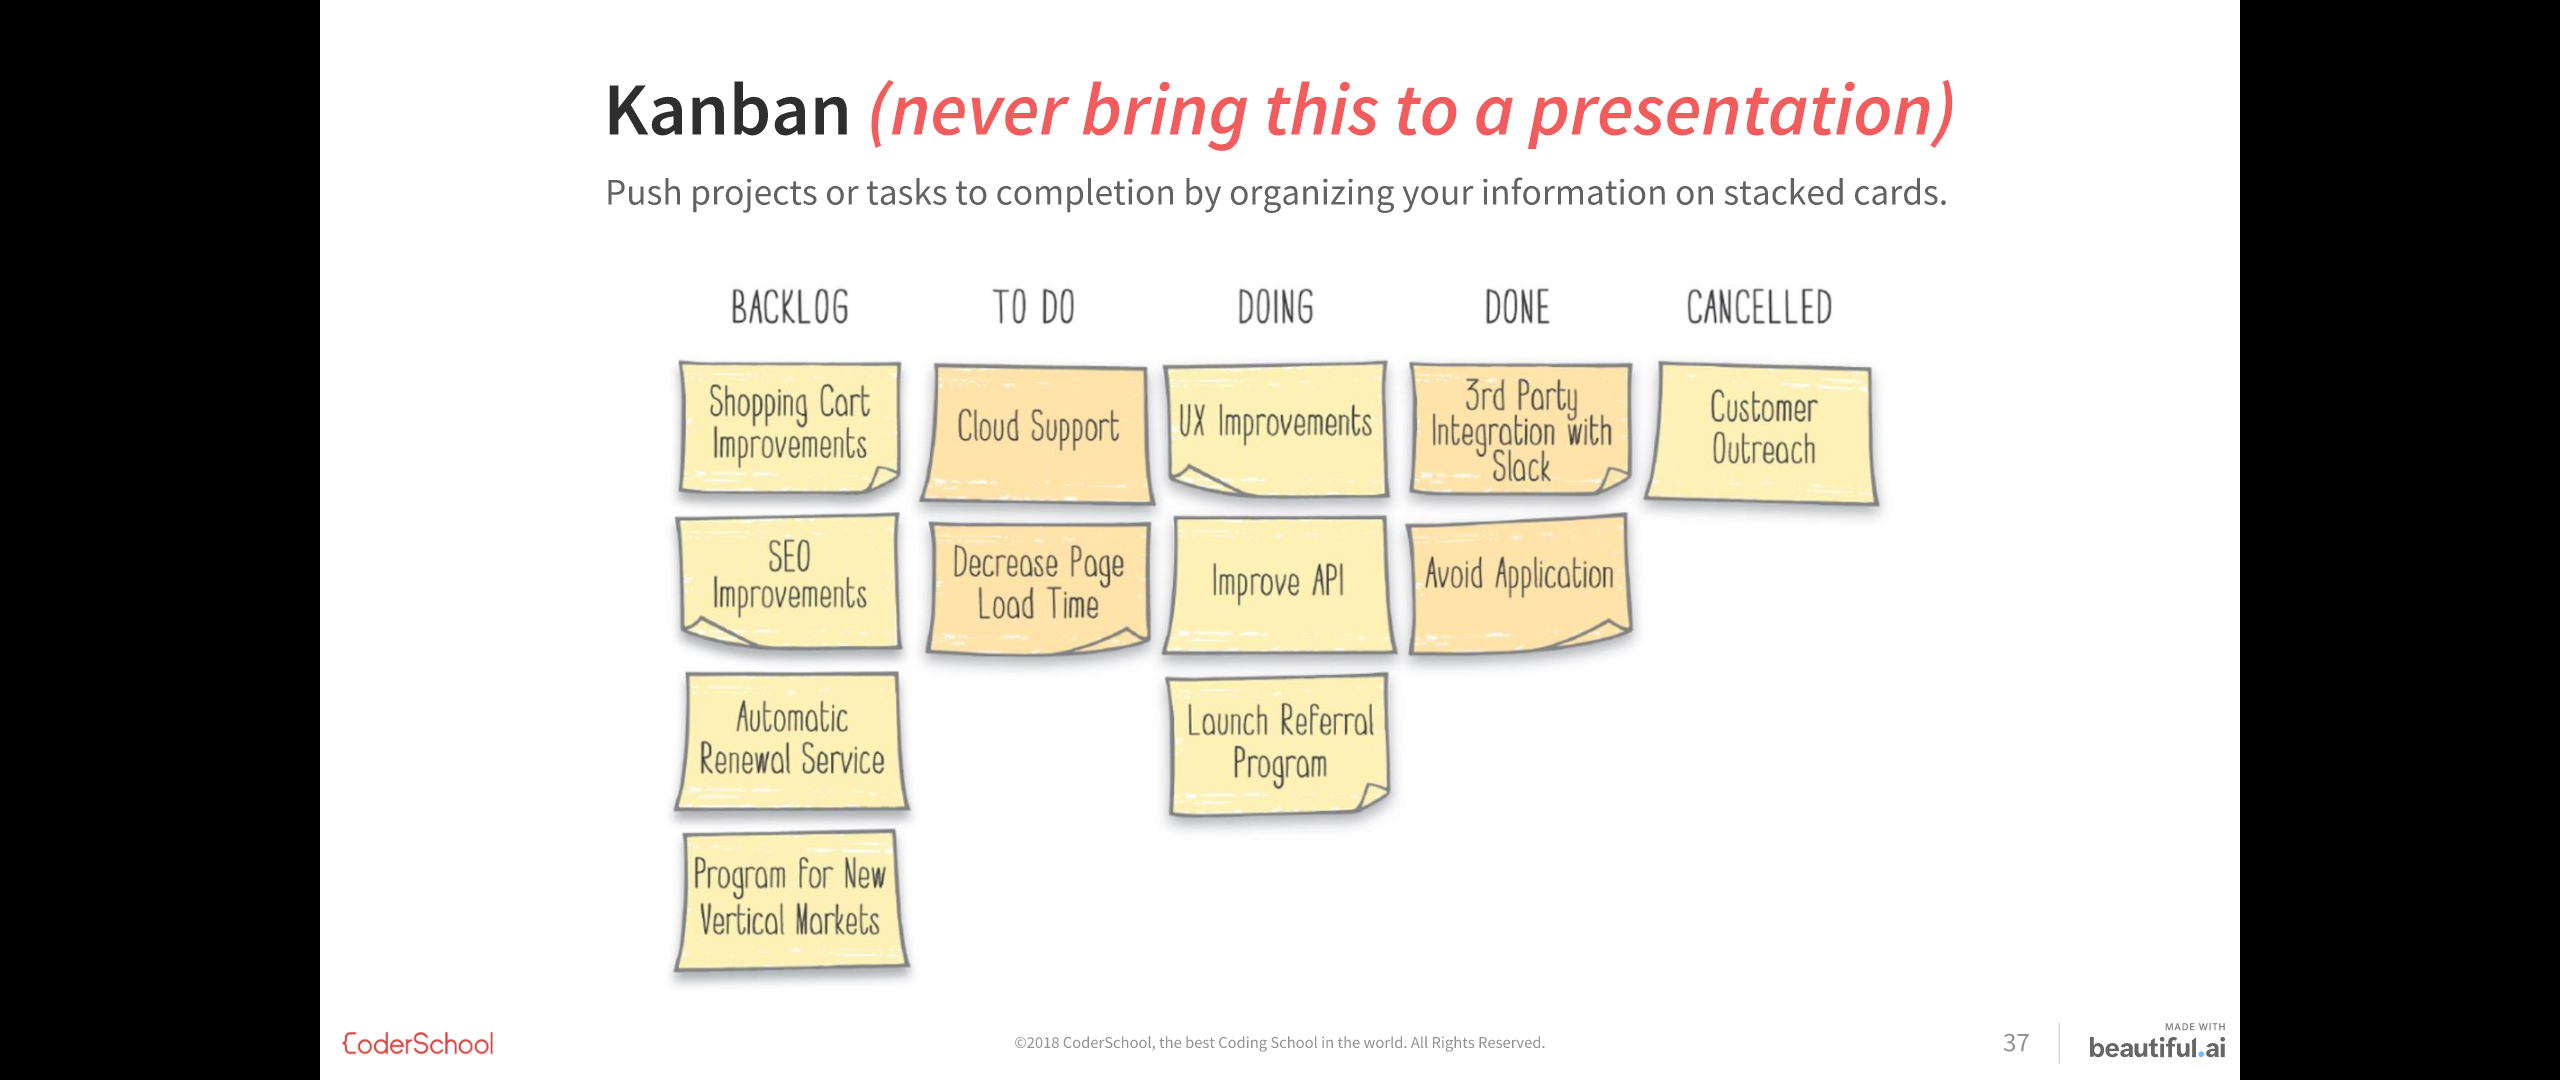 Kanban (never bring this to a presentation)
Push projects or tasks to completion by organizing your information on stacked cards.
BACKLOG
Shopping Cart
Improvements
SEO
Improvements
Automatic
Renewal Service
Program for New
Vertical Markets
TO DO
Cloud Support
Decrease Page
Load Time
DOING
UX Improvements
Improve API
Launch Referral
Program
DONE
3rd Party
Integration with
Slack
Avoid Application
CANCELLED
Customer
Outreach
CoderSchool
©2018 CoderSchool, the best Coding School in the world. All Rights Reserved.
37
MADE WITH
beautiful.ai